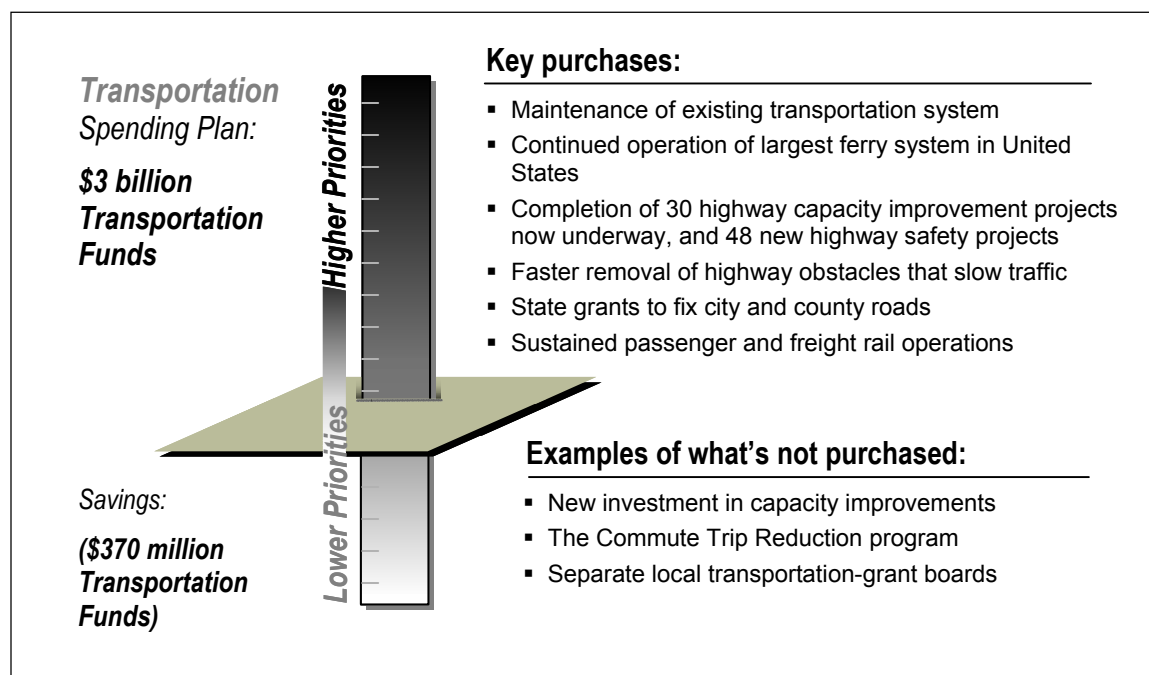 Transportation
Spending Plan:
$3 billion
Transportation
Funds
Higher Priorities
Key purchases:
▪ Maintenance of existing transportation system
▪ Continued operation of largest ferry system in United
States
▪ Completion of 30 highway capacity improvement projects
now underway, and 48 new highway safety projects
▪ Faster removal of highway obstacles that slow traffic
▪ State grants to fix city and county roads
▪ Sustained passenger and freight rail operations
Savings:
($370 million
Transportation
Funds)
Lower Priorities
Examples of what’s not purchased:
▪ New investment in capacity improvements
▪ The Commute Trip Reduction program
▪ Separate local transportation-grant boards